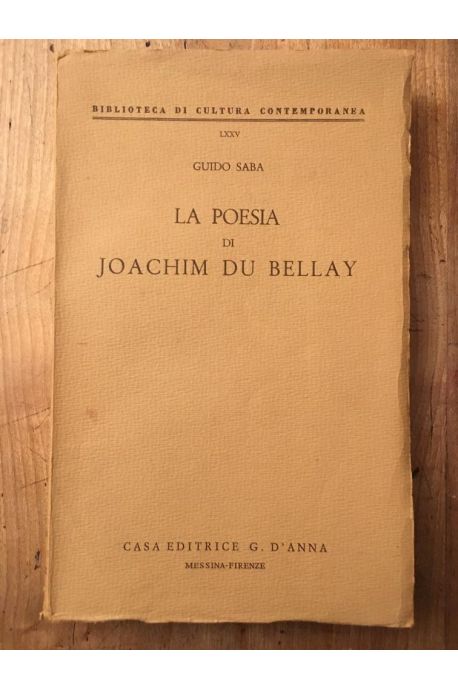 BIBLIOTECA DI CULTURA CONTEMPORANEA
LXXV
GUIDO SABA
LA POESIA
DI
JOACHIM DU BELLAY
CASA EDITRICE G. D'ANNA
MESSINA-FIRENZE